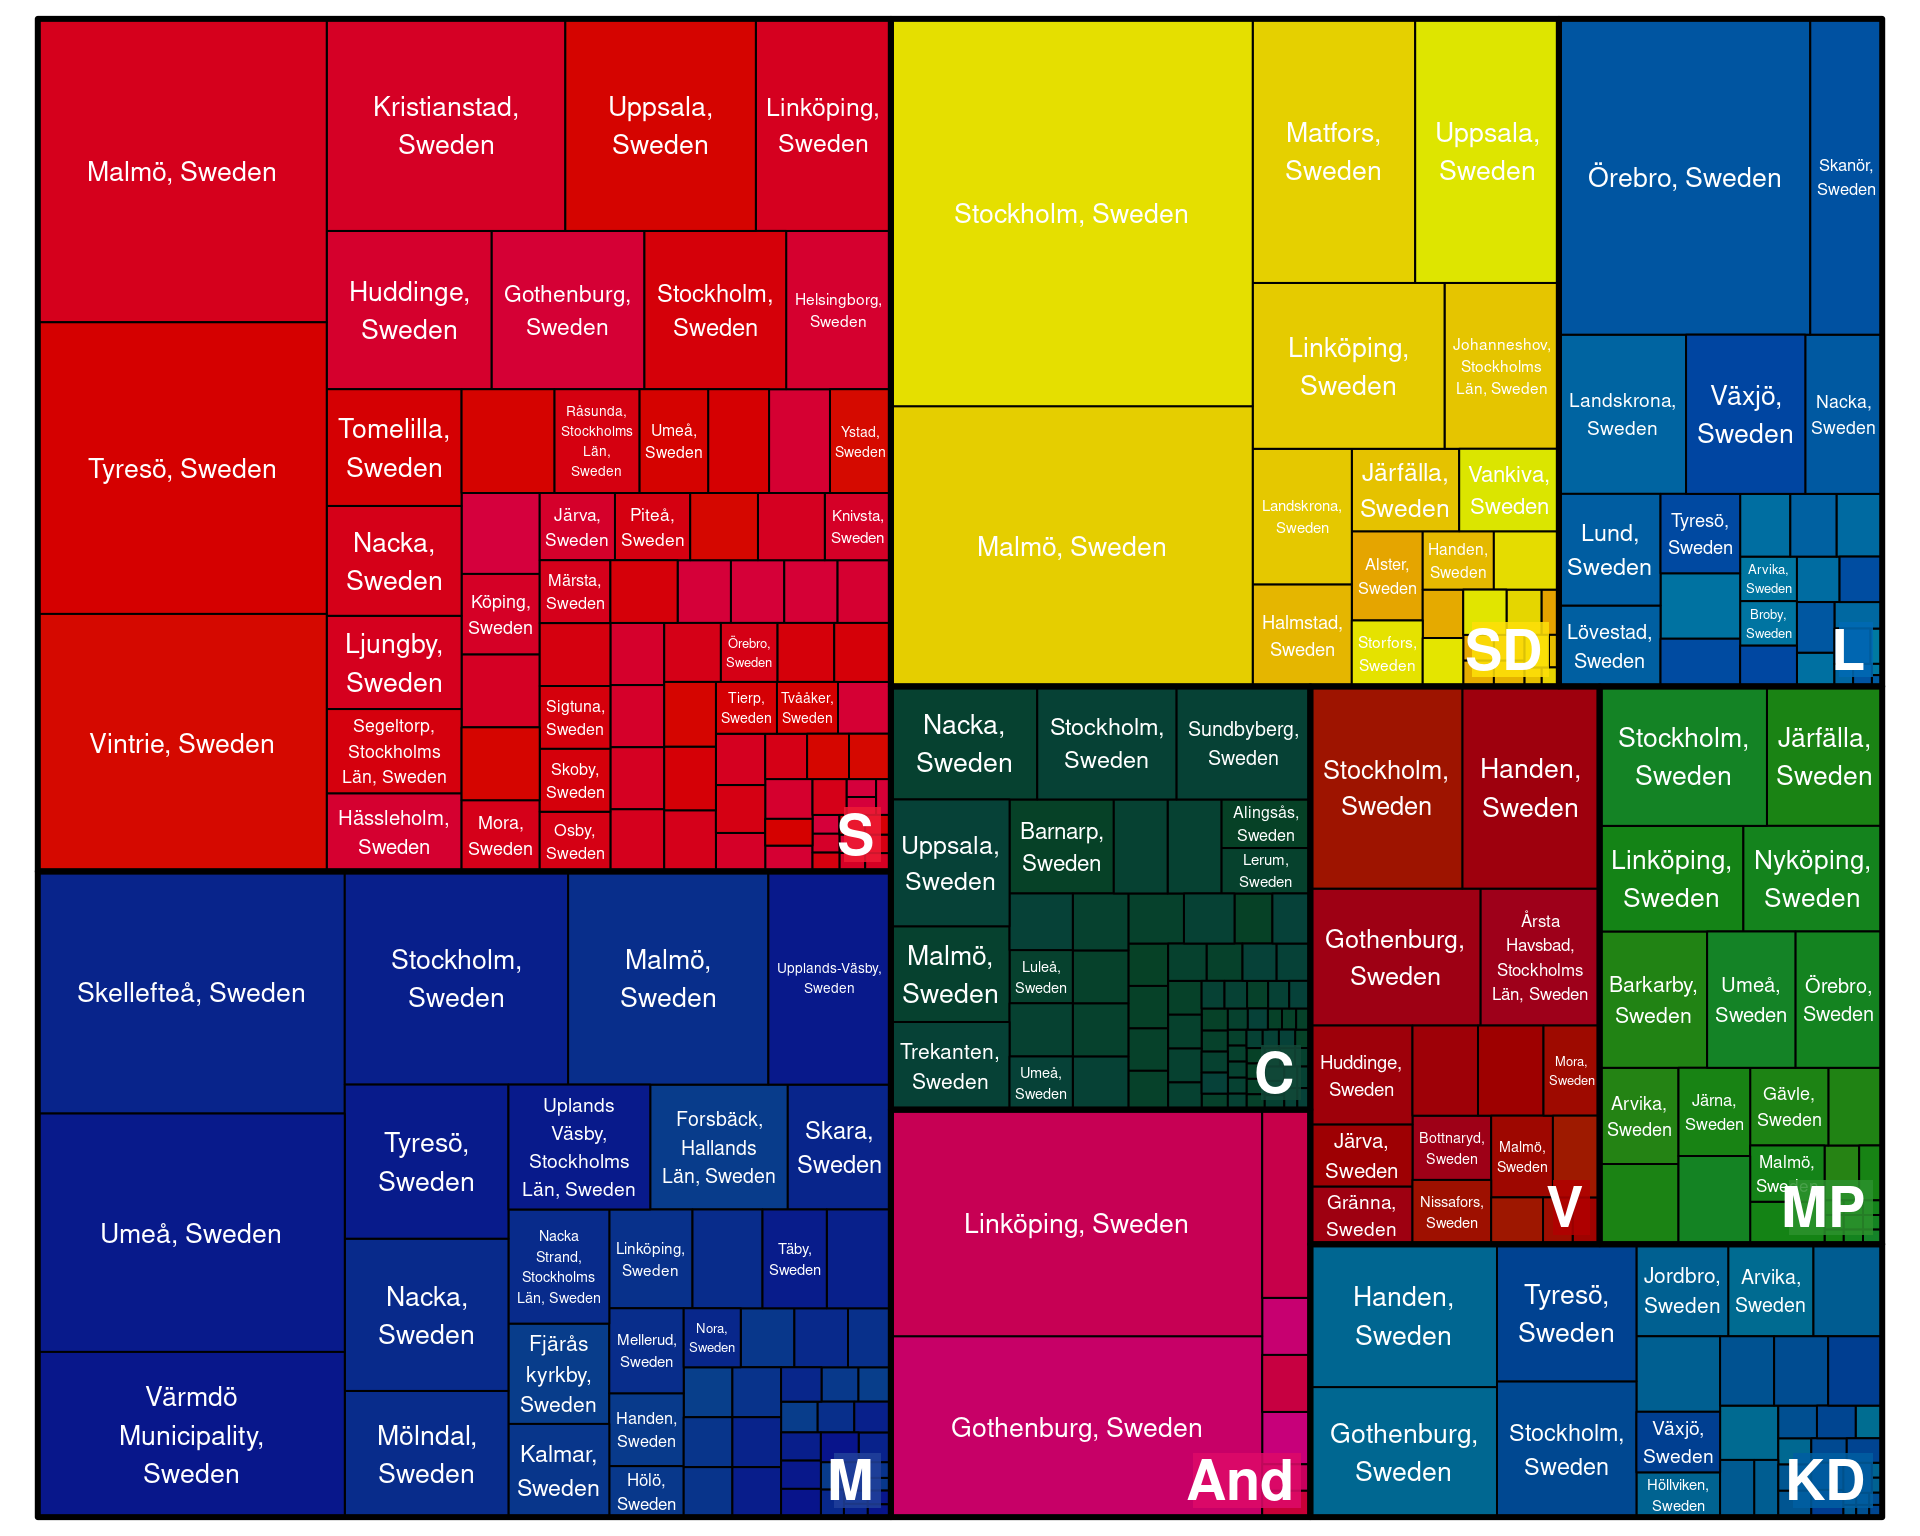 Malmö, Sweden
Tyresö, Sweden
Vintrie, Sweden
Kristianstad,
Sweden
Uppsala,
Sweden
Linköping,
Sweden
Huddinge,
Sweden
Gothenburg,
Sweden
Stockholm,
Sweden
Helsingborg,
Sweden
Tomelilla,
Sweden
Nacka,
Sweden
Ljungby,
Sweden
Segeltorp,
Stockholms
Län, Sweden
Hässleholm,
Sweden
Råsunda,
Stockholms
Län,
Sweden
Umeå,
Sweden
Ystad,
Sweden
Köping,
Sweden
Mora,
Sweden
Järva,
Sweden
Piteå,
Sweden
Knivsta,
Sweden
Märsta,
Sweden
Sigtuna,
Sweden
Skoby,
Sweden
Osby,
Sweden
Örebro,
Sweden
Tierp,
Sweden
Tvååker,
Sweden
S
Stockholm, Sweden
Malmö, Sweden
Matfors,
Sweden
Uppsala,
Sweden
Linköping,
Sweden
Johanneshov,
Stockholms
Län, Sweden
Landskrona,
Sweden
Halmstad,
Sweden
Järfälla,
Sweden
Vankiva,
Sweden
Alster,
Sweden
Handen,
Sweden
Storfors,
Sweden
SD
Örebro, Sweden
Skanör,
Sweden
Landskrona,
Sweden
Växjö,
Sweden
Nacka,
Sweden
Lund,
Sweden
Lövestad,
Sweden
Tyresö,
Sweden
Arvika,
Sweden
Broby,
Sweden
L
Skellefteå, Sweden
Umeå, Sweden
Värmdö
Municipality,
Sweden
Stockholm,
Sweden
Malmö,
Sweden
Upplands-Väsby,
Sweden
Tyresö,
Sweden
Nacka,
Sweden
Mölndal,
Sweden
Uplands
Väsby,
Stockholms
Län, Sweden
Forsbäck,
Hallands
Län, Sweden
Skara,
Sweden
Nacka
Strand,
Stockholms
Län, Sweden
Fjärås
kyrkby,
Sweden
Kalmar,
Sweden
Linköping,
Sweden
Täby,
Sweden
Mellerud,
Sweden
Nora,
Sweden
Handen,
Sweden
Hölö,
Sweden
M
Nacka,
Sweden
Stockholm,
Sweden
Sundbyberg,
Sweden
Uppsala,
Sweden
Malmö,
Sweden
Trekanten,
Sweden
Barnarp,
Sweden
Alingsås,
Sweden
Lerum,
Sweden
Luleå,
Sweden
Umeå,
Sweden
C
Linköping, Sweden
Gothenburg, Sweden
And
Stockholm,
Sweden
Handen,
Sweden
Gothenburg,
Sweden
Årsta
Havsbad,
Stockholms
Län, Sweden
Huddinge,
Sweden
Järva,
Sweden
Gränna,
Sweden
Mora,
Sweden
Bottnaryd,
Sweden
Malmö,
Sweden
Nissafors,
Sweden
V
Stockholm,
Sweden
Järfälla,
Sweden
Linköping,
Sweden
Nyköping,
Sweden
Barkarby,
Sweden
Umeå,
Sweden
Örebro,
Sweden
Arvika,
Sweden
Järna,
Sweden
Gävle,
Sweden
Malmö,
Sweden
MP
Handen,
Sweden
Gothenburg,
Sweden
Tyresö,
Sweden
Stockholm,
Sweden
Jordbro,
Sweden
Arvika,
Sweden
Växjö,
Sweden
Höllviken,
Sweden
KD